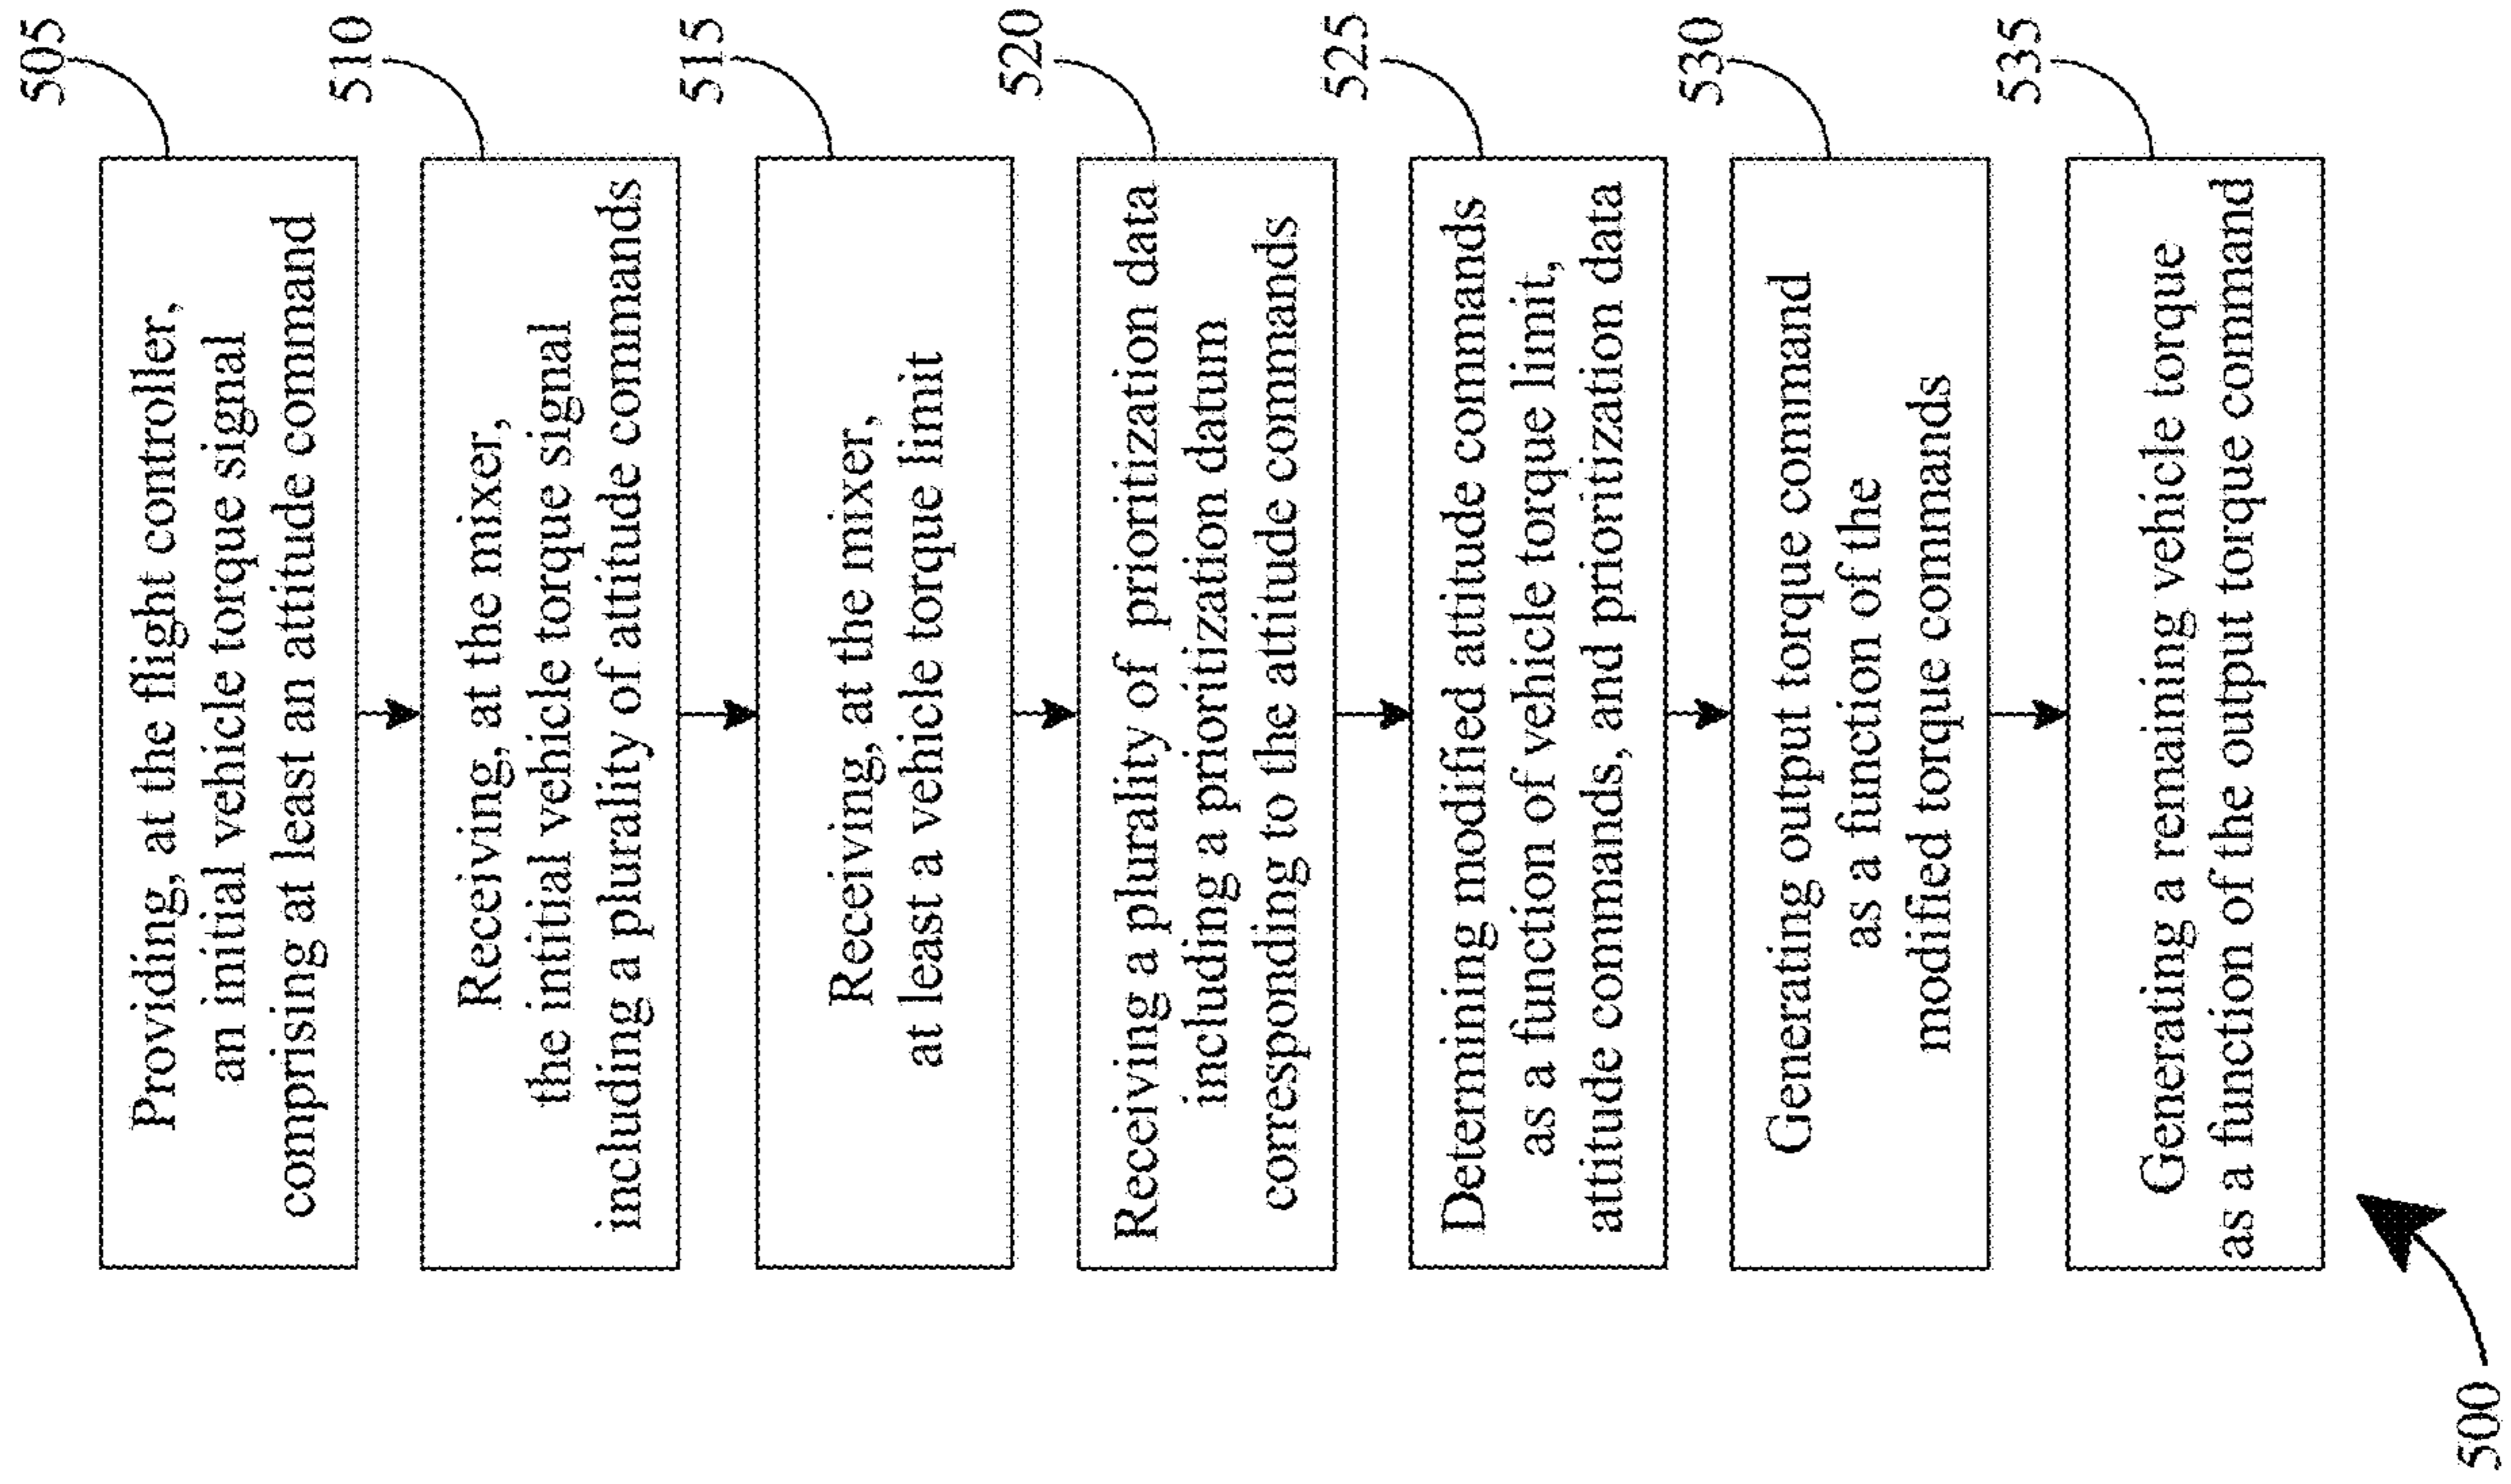 Providing, at the flight controller,
an initial vehicle torque signal
comprising at least an attitude command
505
Receiving, at the mixer,
the intitial vehicle torque signal
including a plurality of attitude commands
510
Receiving, at the mixer,
at least a vehicle torque limit
515
Receiving a plurality of prioritization data
including a prioritization datum
corresponding to the attitude commands
520
Determining modified attitude commands
as a function of vehicle torque limit,
attitude commands, and prioritization data
525
Generating output torque command
as a function of the
modified torque commands
530
Generating a remaining vehicle torque
as a function of the output torque command
535
500